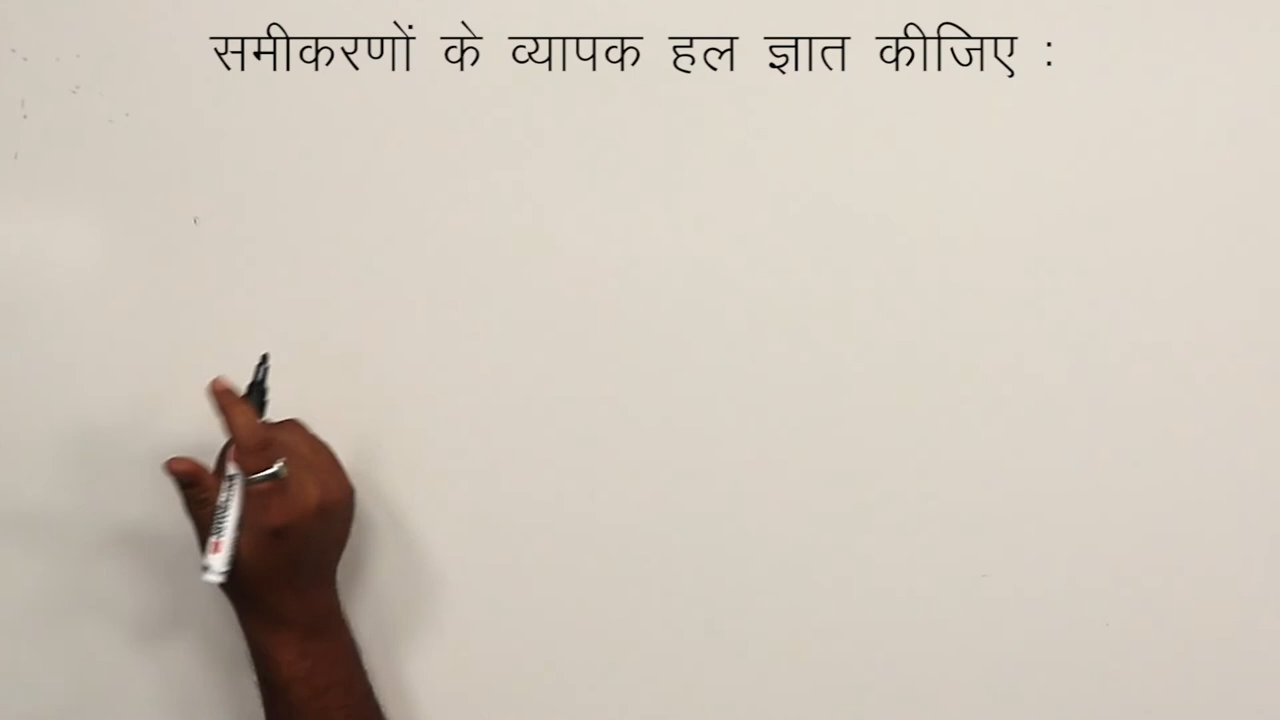 समीकरणों के व्यापक हल ज्ञात कीजिए :